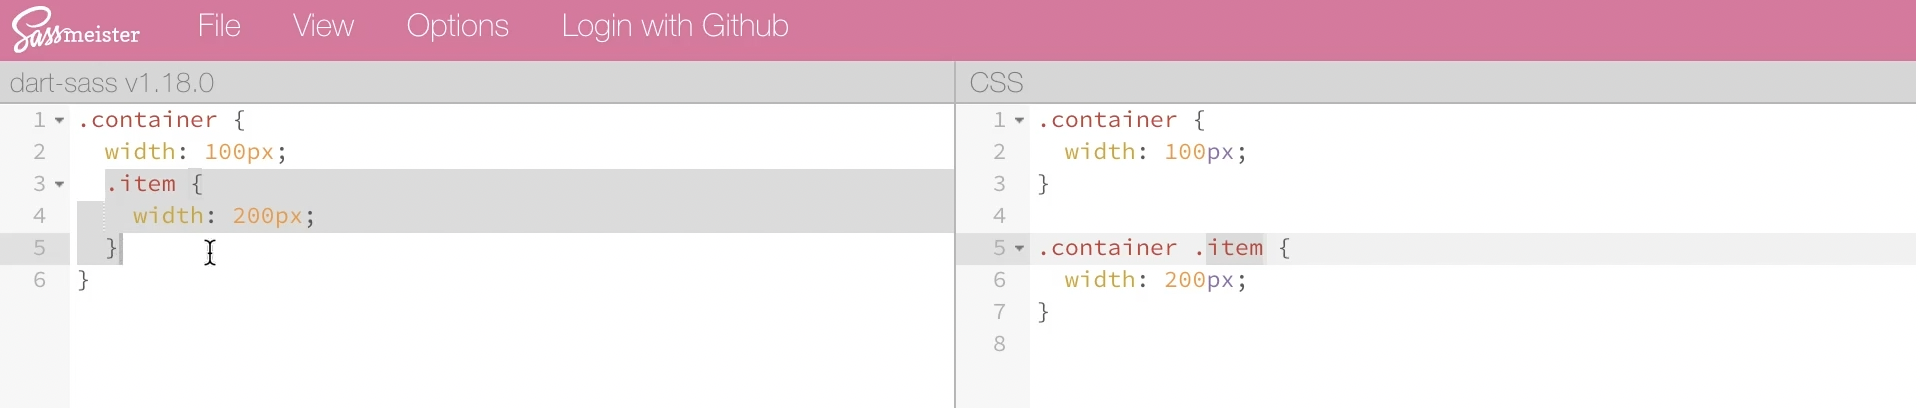 Sassmeister File View Options Login with Github
dart-sass v1.18.0
1 .container {
2 width: 100px;
3 .item {
4 width: 200px;
5 }
6 }
CSS
1 .container {
2 width: 100px;
3 }
4
5 .container .item {
6 width: 200px;
7 }
8